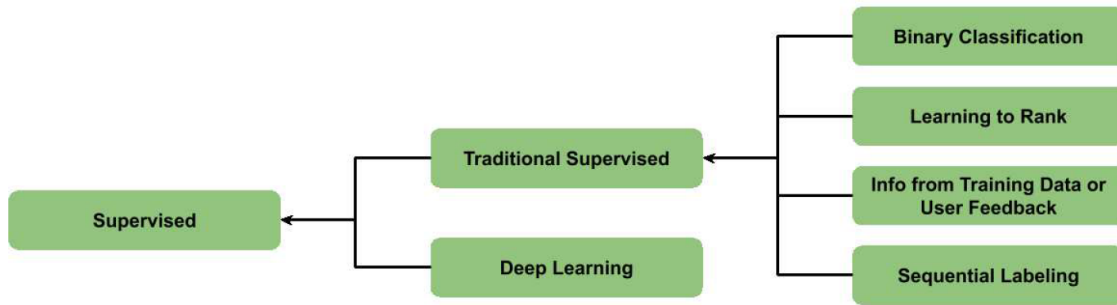 Supervised
Traditional Supervised
Deep Learning
Binary Classification
Learning to Rank
Info from Training Data or
User Feedback
Sequential Labeling